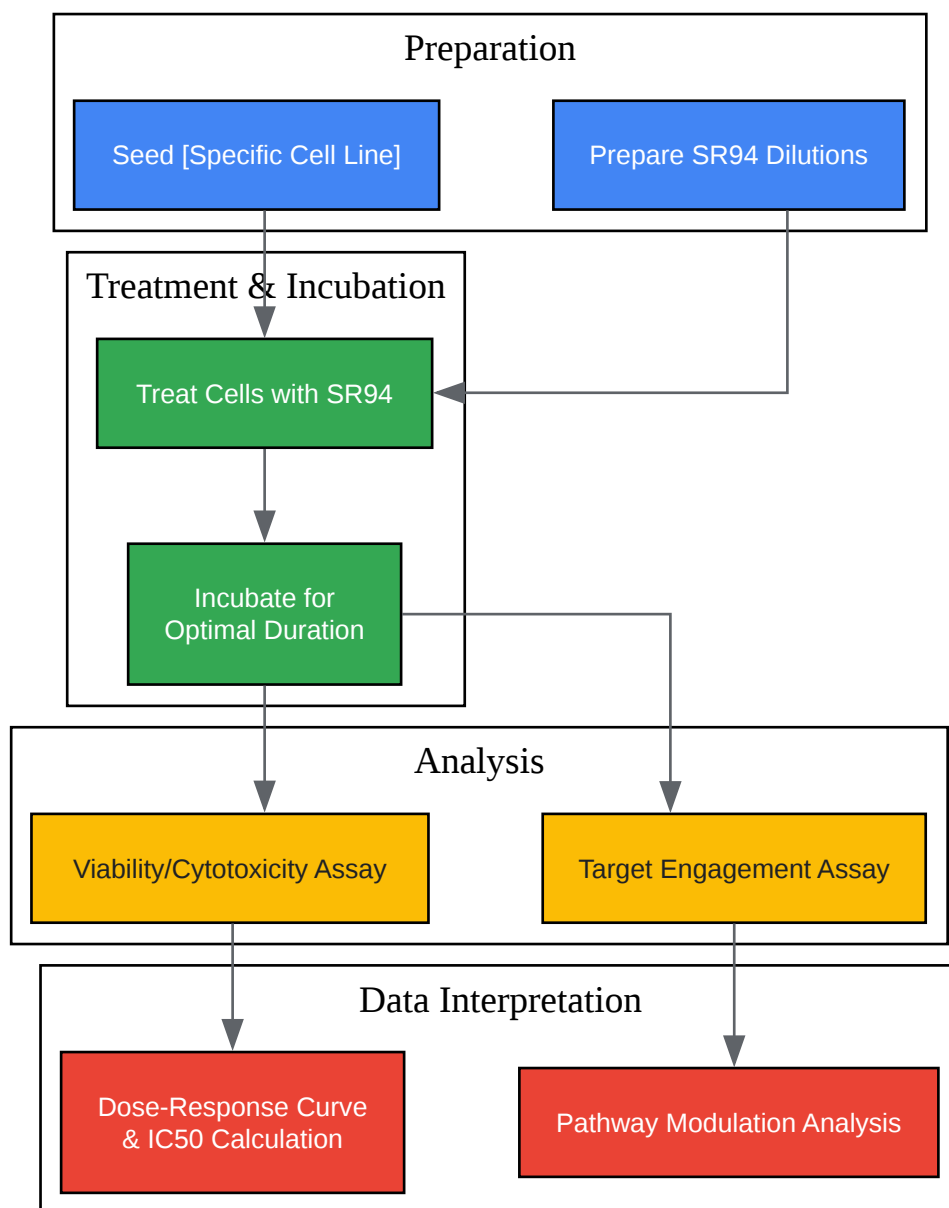 Preparation
Seed [Specific Cell Line]
Prepare SR94 Dilutions
Treatment & Incubation
Treat Cells with SR94
Incubate for
Optimal Duration
Analysis
Viability/Cytotoxicity Assay
Target Engagement Assay
Data Interpretation
Dose-Response Curve
& IC50 Calculation
Pathway Modulation Analysis